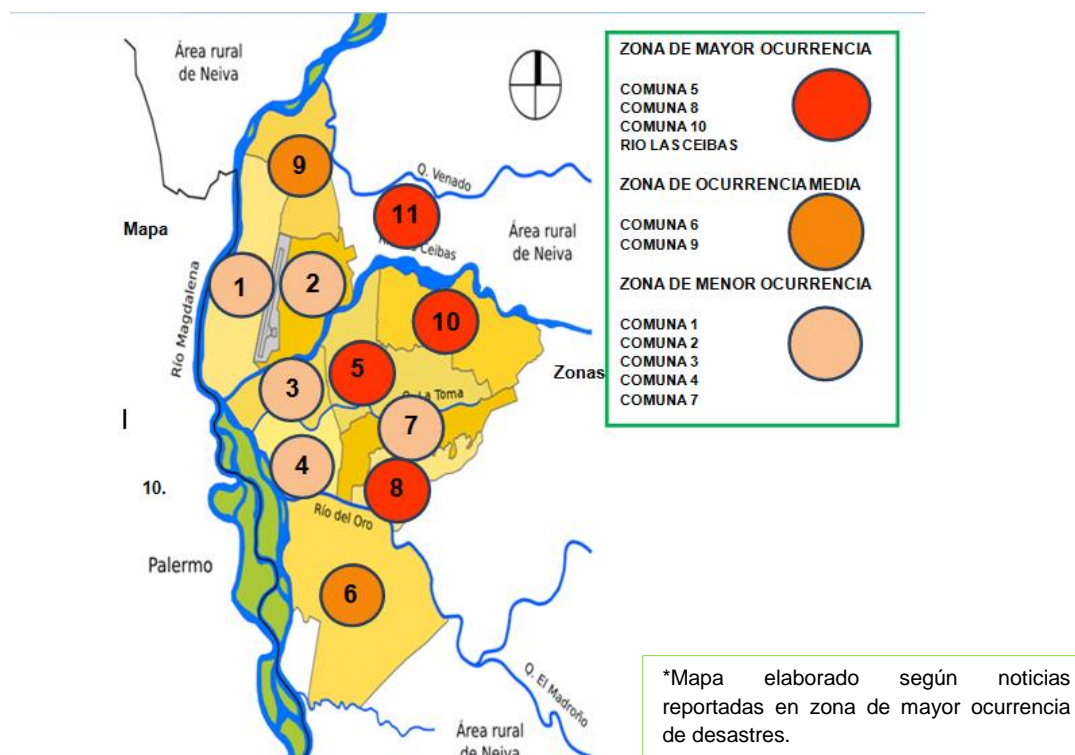 Área rural
de Neiva
9
Q. Venado
11
Mapa
Área rural
de Neiva
Ceibas
Río Magdalena
1
2
10
5
Zonas
3
La Toma
7
4
8
10.
Río del Oro
Palermo
6
Q. El Madroño
Área rural
de Neiva
ZONA DE MAYOR OCURRENCIA
COMUNA 5
COMUNA 8
COMUNA 10
RIO LAS CEIBAS
ZONA DE OCURRENCIA MEDIA
COMUNA 6
COMUNA 9
ZONA DE MENOR OCURRENCIA
COMUNA 1
COMUNA 2
COMUNA 3
COMUNA 4
COMUNA 7
*Mapa elaborado según noticias
reportadas en zona de mayor ocurrencia
de desastres.